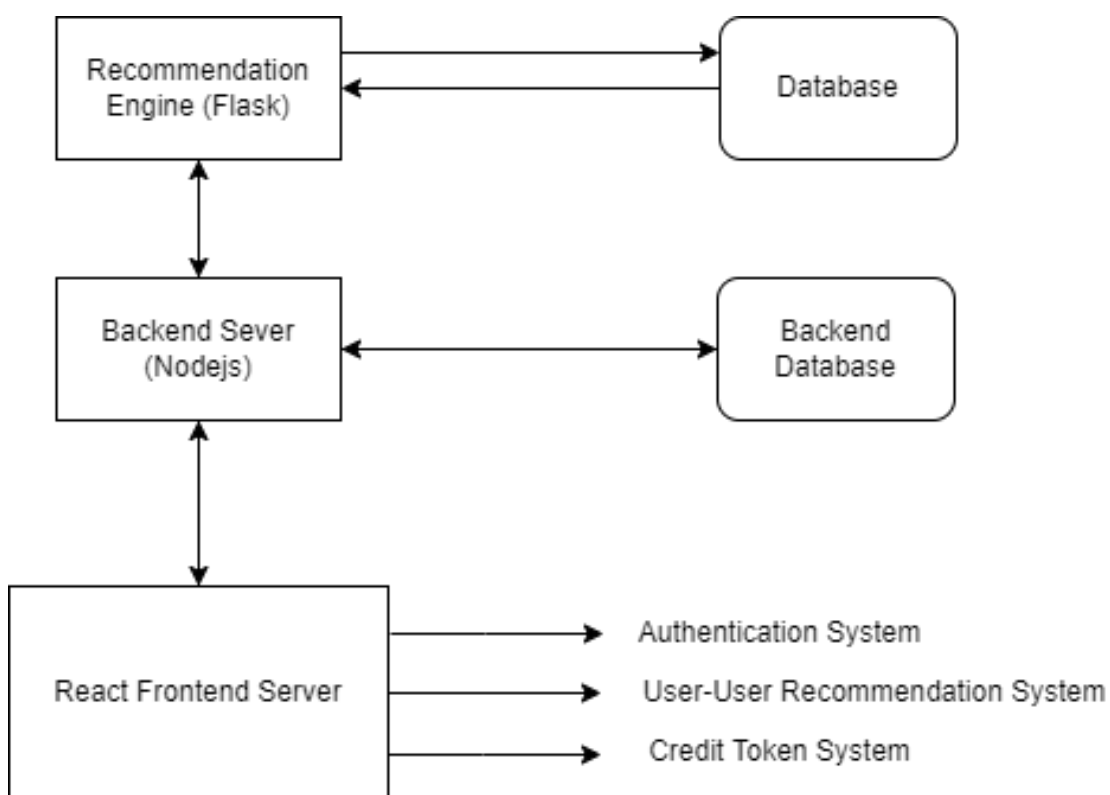 Recommendation
Engine (Flask)
Database
Backend Sever
(Nodejs)
Backend
Database
React Frontend Server
Authentication System
User-User Recommendation System
Credit Token System